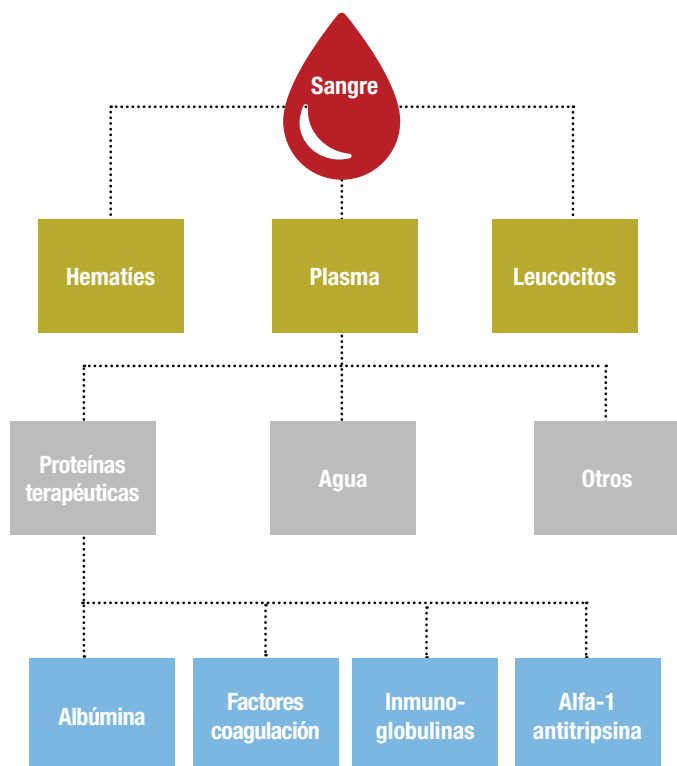 Sangre
Hematíes
Plasma
Leucocitos
Proteínas
terapéuticas
Agua
Otros
Albúmina
Factores
coagulación
Inmuno-
globulinas
Alfa-1
antitripsina